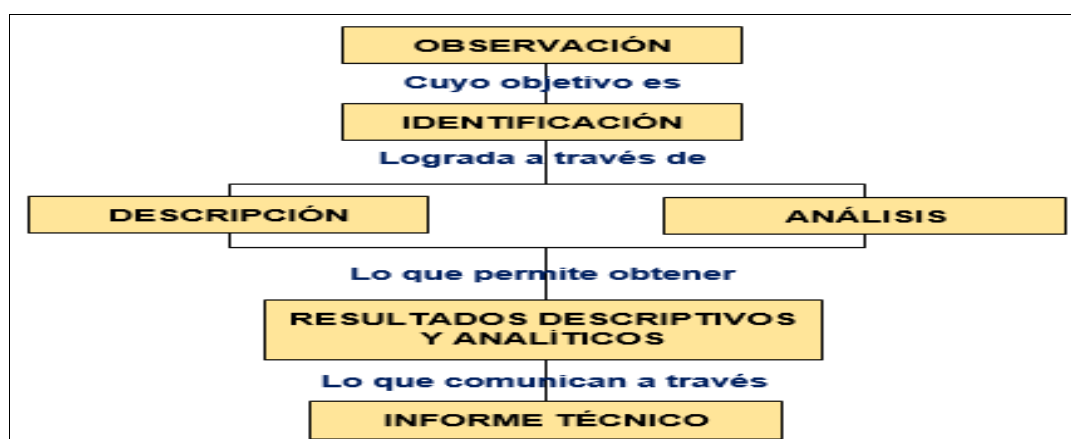 OBSERVACIÓN
Cuyo objetivo es
IDENTIFICACIÓN
Lograda a través de
DESCRIPCIÓN
ANÁLISIS
Lo que permite obtener
RESULTADOS DESCRIPTIVOS
Y ANALÍTICOS
Lo que comunican a través
INFORME TÉCNICO